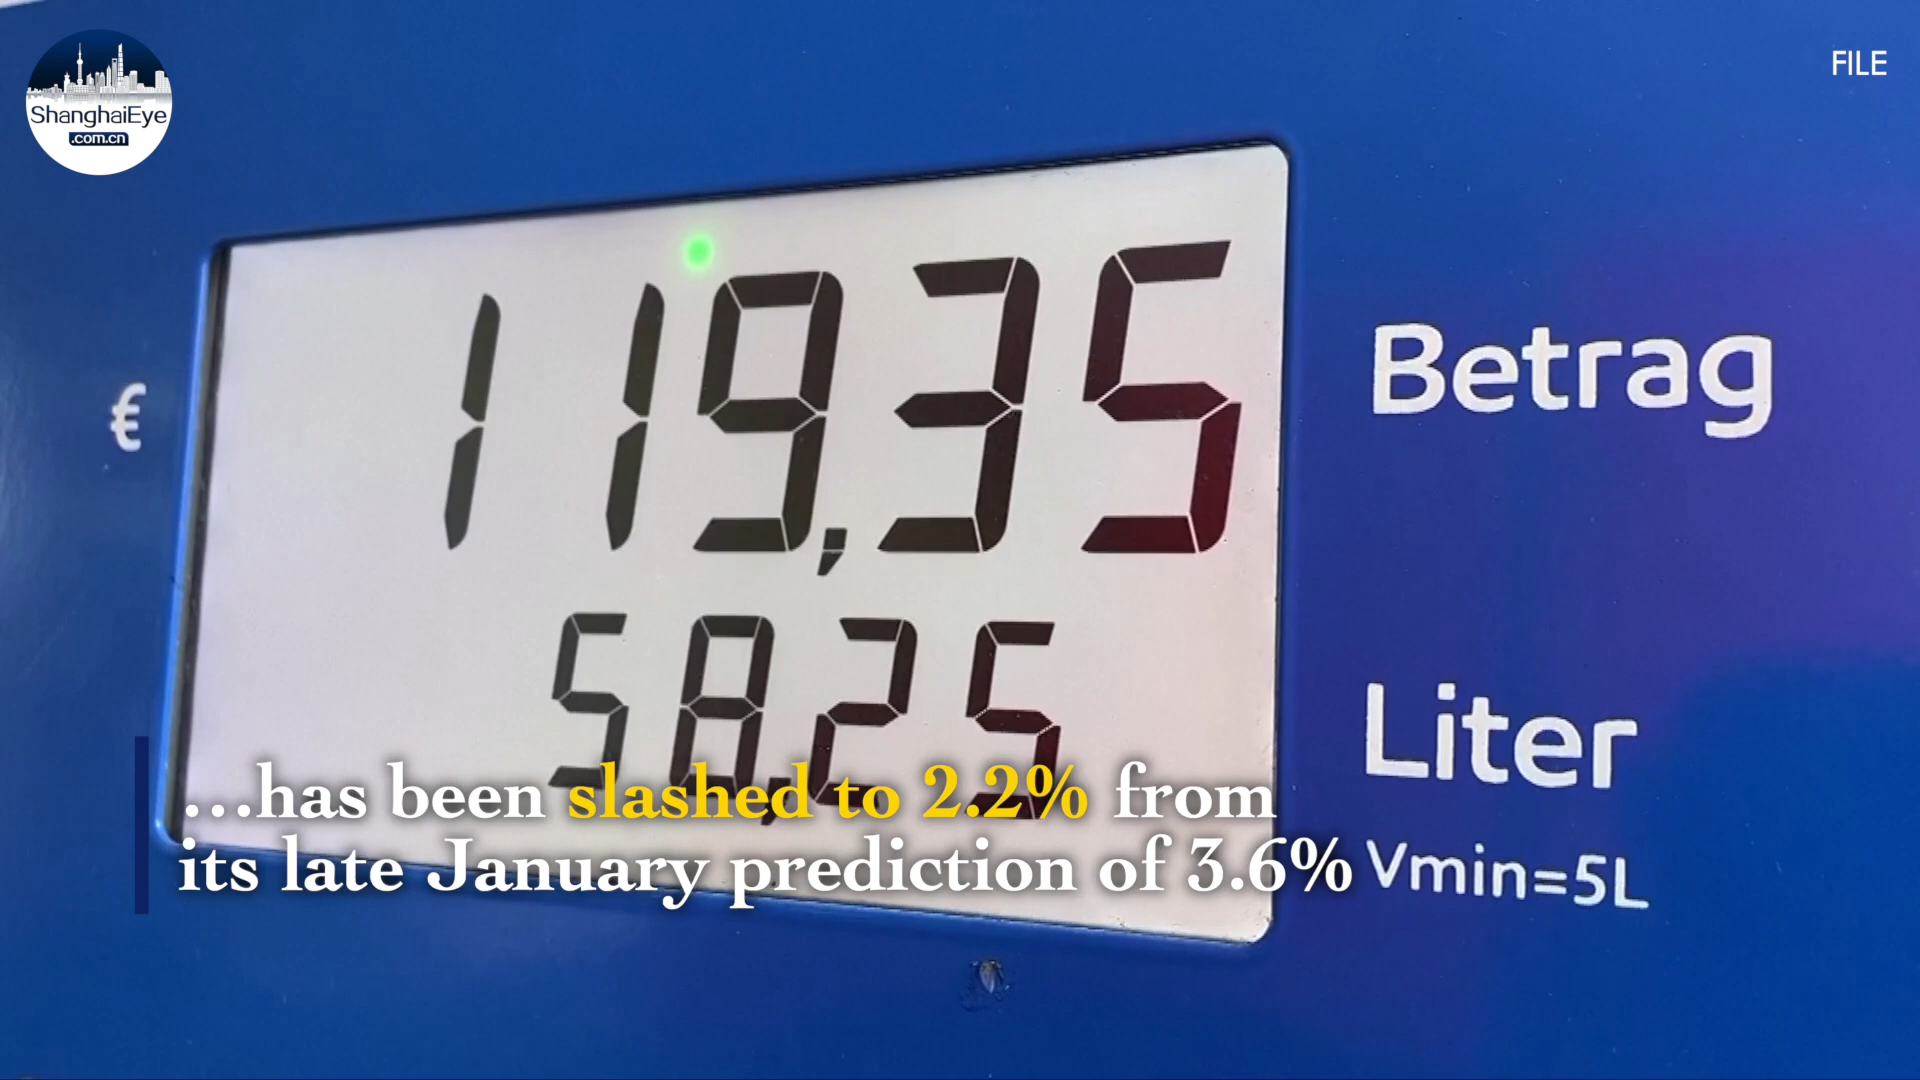 ShanghaiEye
.com.cn
FILE
€
119,35
Betrag
58,25
Liter
...has been slashed to 2.2% from
its late January prediction of 3.6%
Vmin=5L